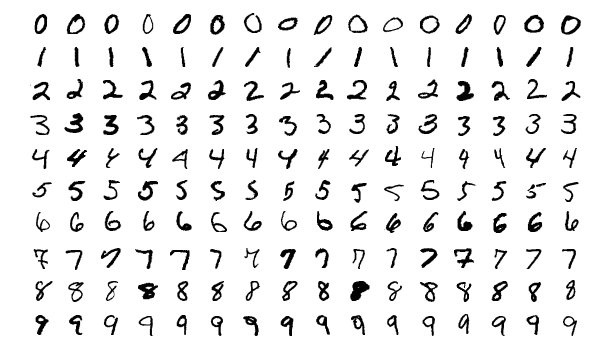 0 0 0 0 0 0 0 0 0 0 0 0 0 0 0 0
1 1 1 1 1 1 1 1 1 1 1 1 1 1 1 1
2 2 2 2 2 2 2 2 2 2 2 2 2 2 2 2
3 3 3 3 3 3 3 3 3 3 3 3 3 3 3 3
4 4 4 4 4 4 4 4 4 4 4 4 4 4 4 4
5 5 5 5 5 5 5 5 5 5 5 5 5 5 5 5
6 6 6 6 6 6 6 6 6 6 6 6 6 6 6 6
7 7 7 7 7 7 7 7 7 7 7 7 7 7 7 7
8 8 8 8 8 8 8 8 8 8 8 8 8 8 8 8
9 9 9 9 9 9 9 9 9 9 9 9 9 9 9 9